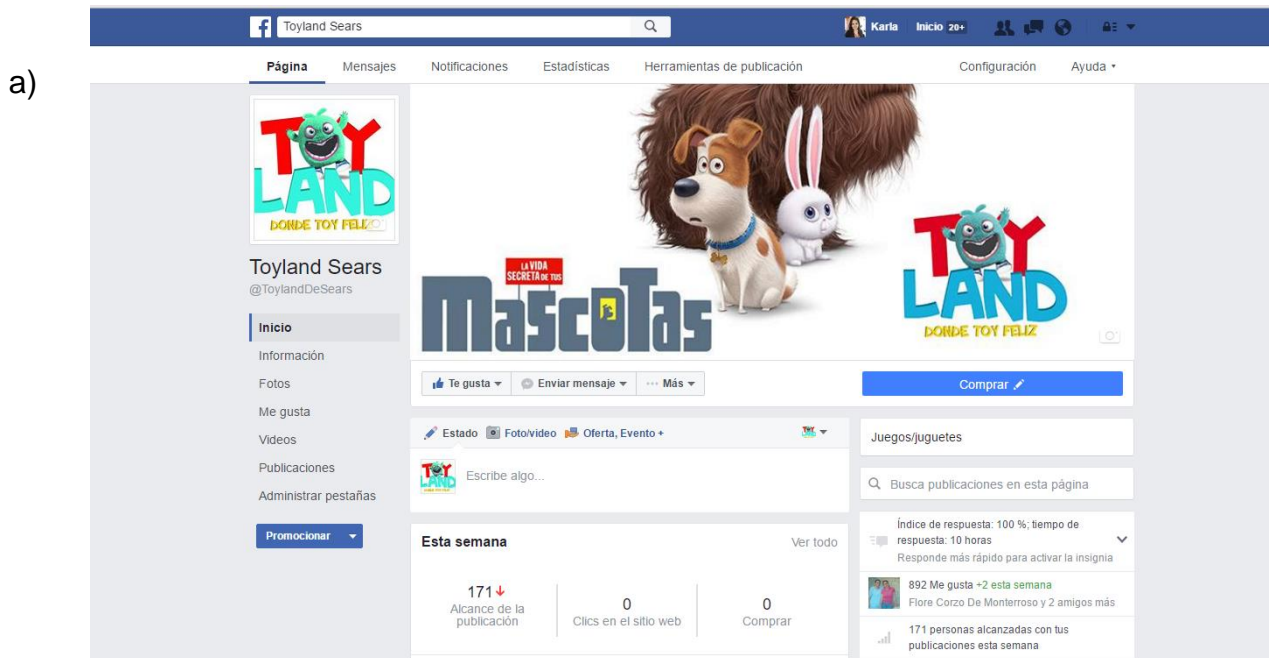 Toyland Sears
Karla Inicio 20+
Página Mensajes Notificaciones Estadísticas Herramientas de publicación Configuración Ayuda
a)
TOY
LAND
DONDE TOY FELIZ
Toyland Sears
@ToylandDeSears
Inicio
Información
Fotos
Me gusta
Videos
Publicaciones
Administrar pestañas
Promocionar
LA VIDA
SECRETA DE TUS
mascotas
TOY
LAND
DONDE TOY FELIZ
Te gusta Enviar mensaje ··· Más
Comprar
Estado Foto/video Oferta, Evento +
TOY
LAND
Escribe algo...
Esta semana Ver todo
171
Alcance de la
publicación
0
Clics en el sitio web
0
Comprar
Juegos/juguetes
Busca publicaciones en esta página
Índice de respuesta: 100 %; tiempo de
respuesta: 10 horas
Responde más rápido para activar la insignia
892 Me gusta +2 esta semana
Flore Corzo De Monterroso y 2 amigos más
171 personas alcanzadas con tus
publicaciones esta semana